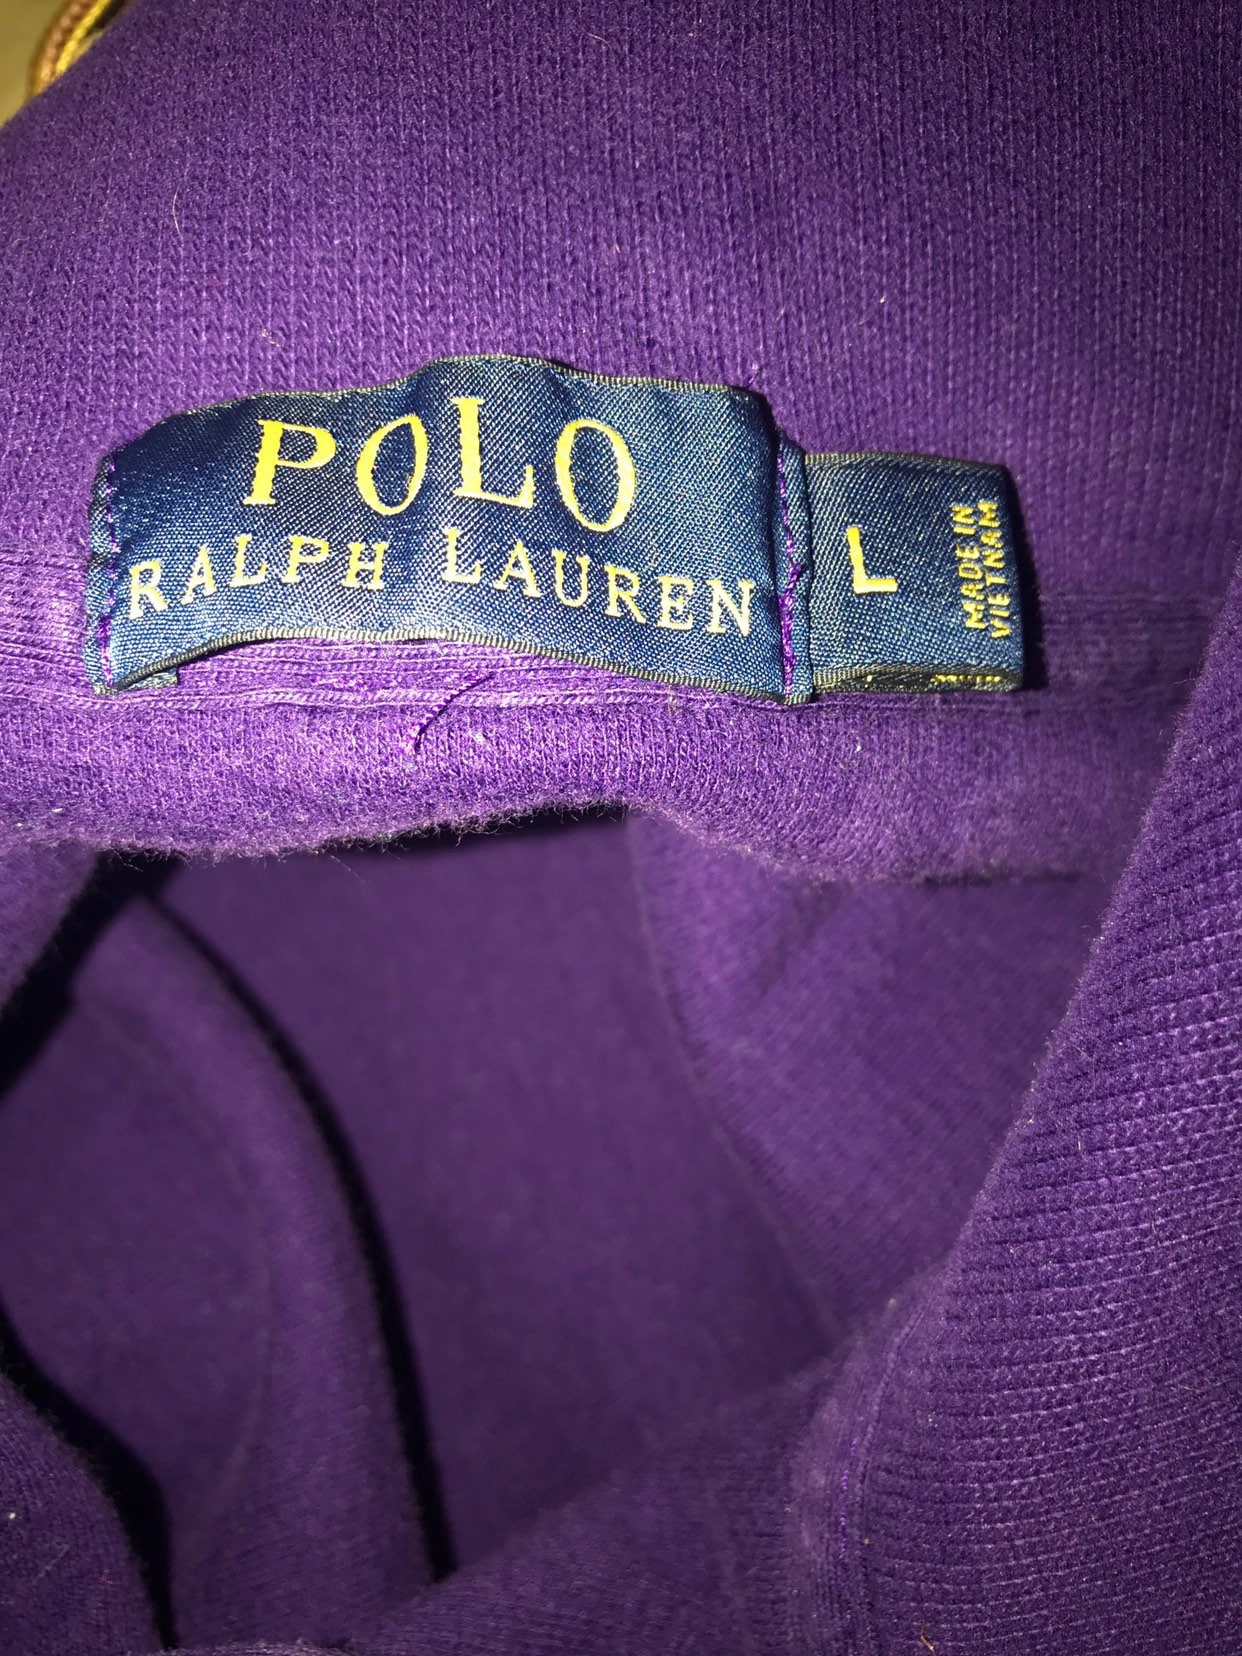 POLO
RALPH LAUREN
L
MADE IN
VIETNAM